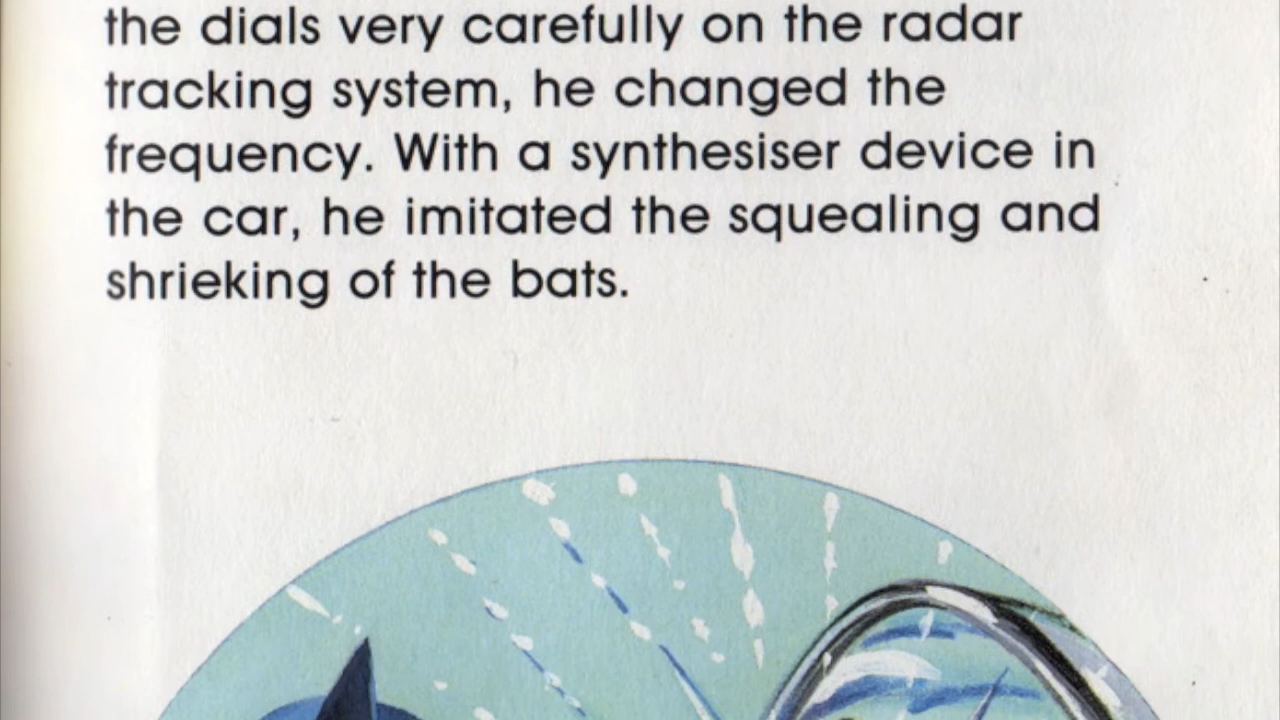 the dials very carefully on the radar
tracking system, he changed the
frequency. With a synthesiser device in
the car, he imitated the squealing and
shrieking of the bats.